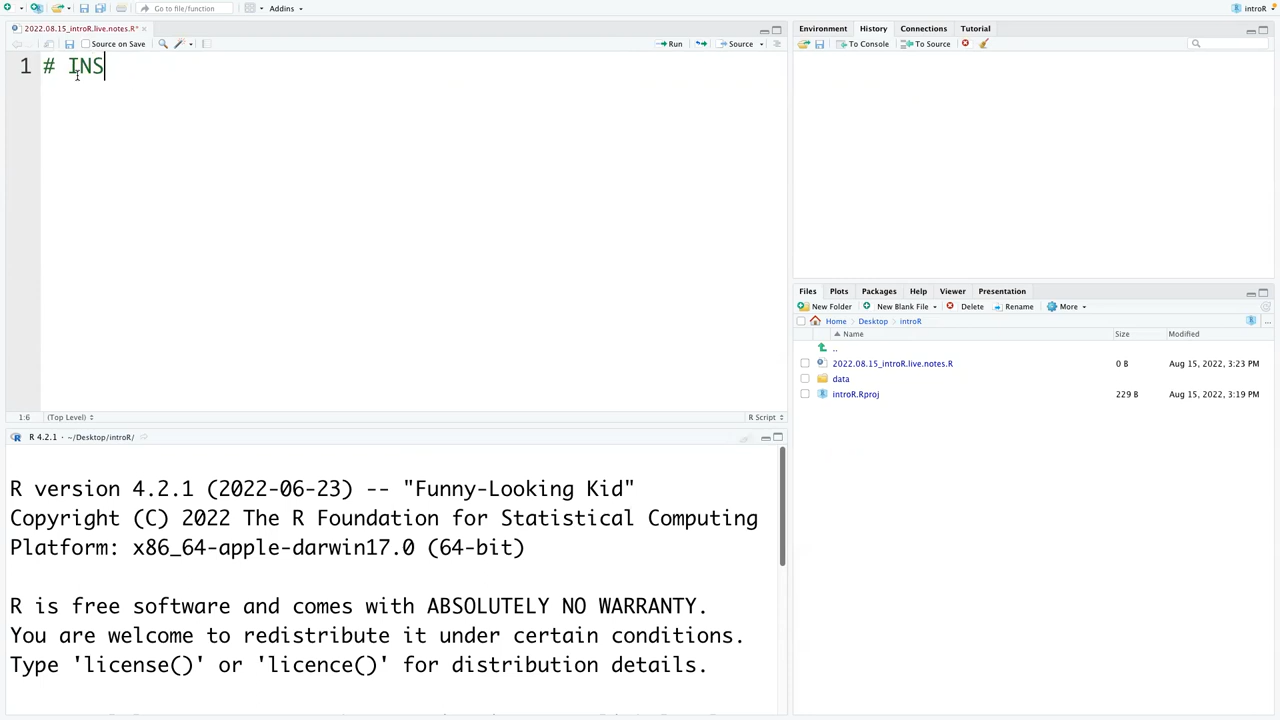 Go to file/function
Addins
introR
2022.08.15_introR.live.notes.R*
Source on Save
Run
Source
1 # INS
1:6
(Top Level)
R Script
R 4.2.1 · ~/Desktop/introR/
R version 4.2.1 (2022-06-23) -- "Funny-Looking Kid"
Copyright (C) 2022 The R Foundation for Statistical Computing
Platform: x86_64-apple-darwin17.0 (64-bit)
R is free software and comes with ABSOLUTELY NO WARRANTY.
You are welcome to redistribute it under certain conditions.
Type 'license()' or 'licence()' for distribution details.
Environment History Connections Tutorial
To Console To Source
Files Plots Packages Help Viewer Presentation
New Folder New Blank File Delete Rename More
Home Desktop introR ...
Name Size Modified
..
2022.08.15_introR.live.notes.R 0 B Aug 15, 2022, 3:23 PM
data
introR.Rproj 229 B Aug 15, 2022, 3:19 PM